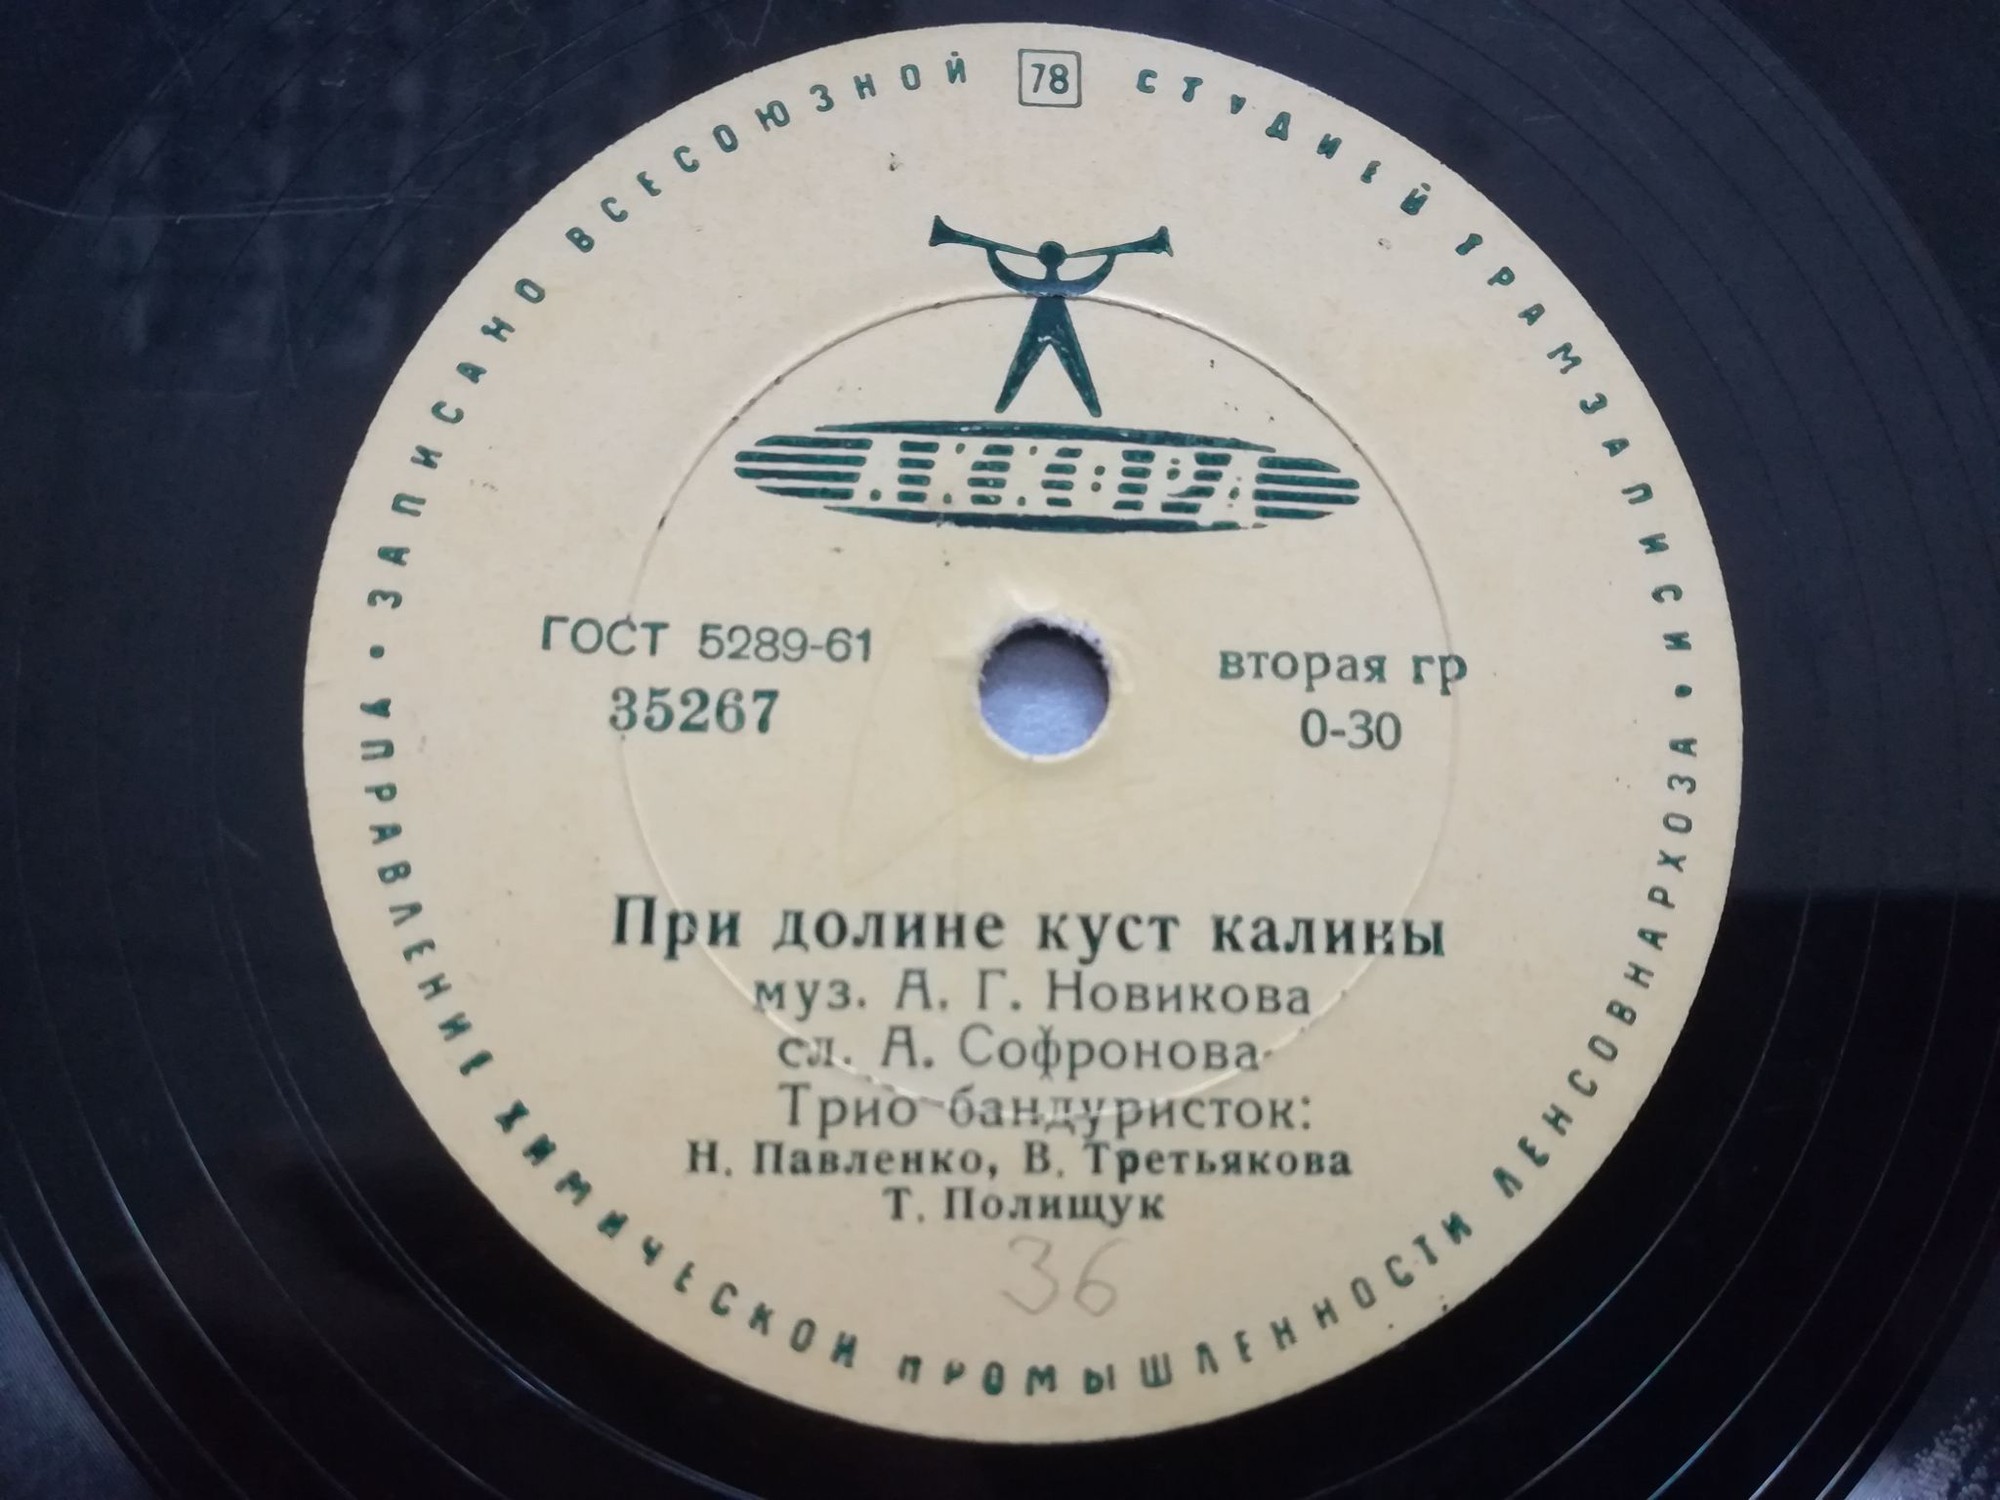 ЗАПИСАНО ВСЕСОЮЗНОЙ 78 СТУДИЕЙ ГРАМЗАПИСИ
АККОРД
ГОСТ 5289-61
35267
вторая гр
0-30
При долине куст калины
муз. А. Г. Новикова
сл. А. Софронова
Трио бандуристок:
Н. Павленко, В. Третьякова
Т. Полищук
36
УПРАВЛЕНИЕ ХИМИЧЕСКОЙ ПРОМЫШЛЕННОСТИ ЛЕНСОВНАРХОЗА